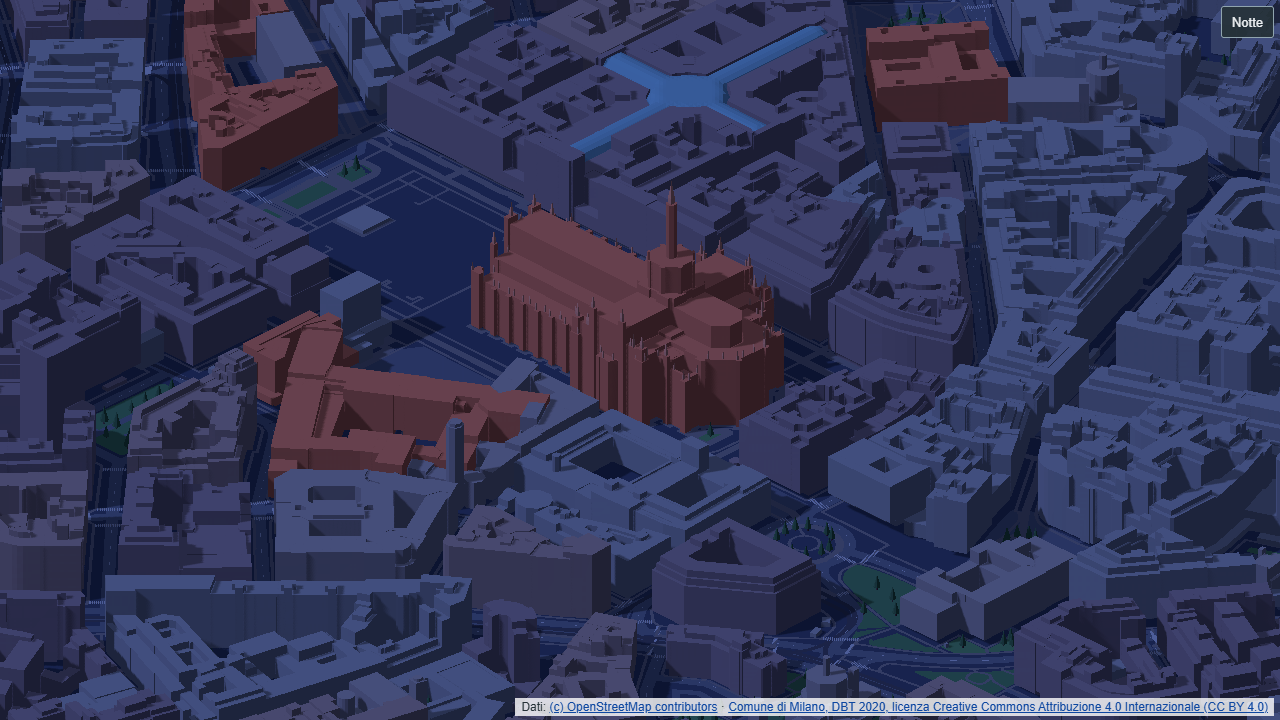 Notte
Dati: (c) OpenStreetMap contributors · Comune di Milano, DBT 2020, licenza Creative Commons Attribuzione 4.0 Internazionale (CC BY 4.0)